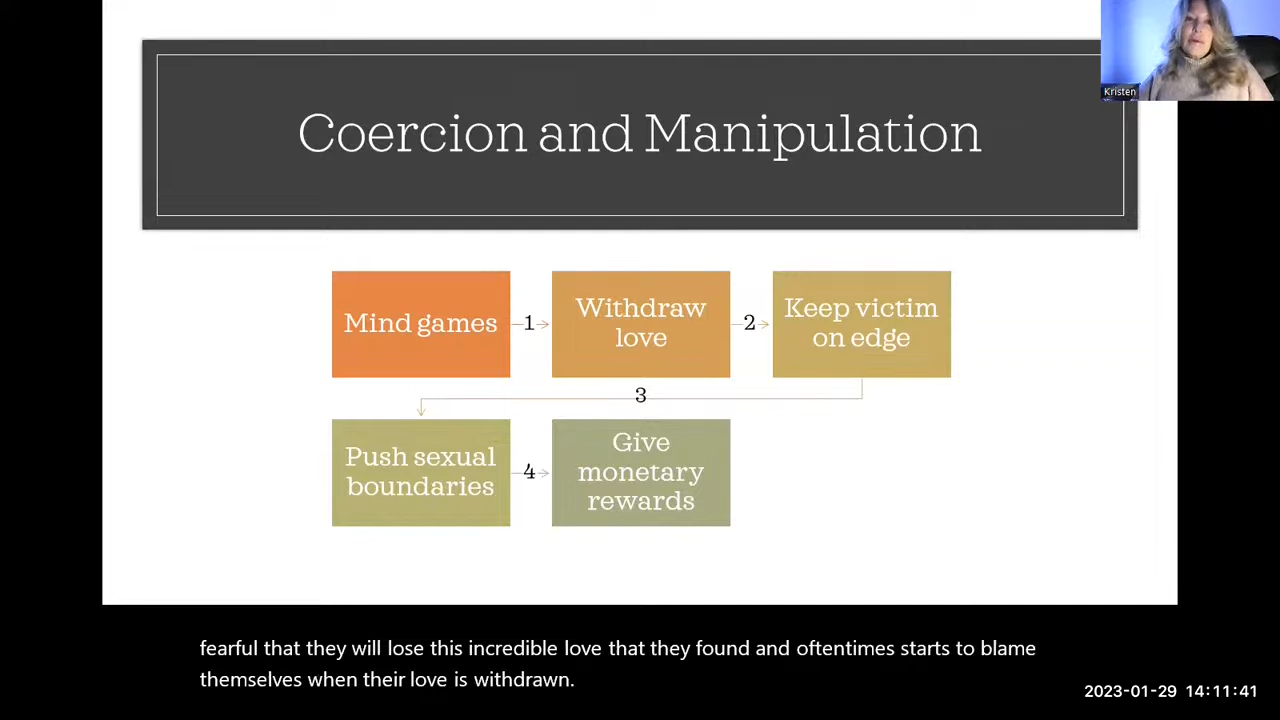 Kristen
Coercion and Manipulation
Mind games
1
Withdraw
love
2
Keep victim
on edge
3
Push sexual
boundaries
4
Give
monetary
rewards
fearful that they will lose this incredible love that they found and oftentimes starts to blame
themselves when their love is withdrawn.
2023-01-29 14:11:41